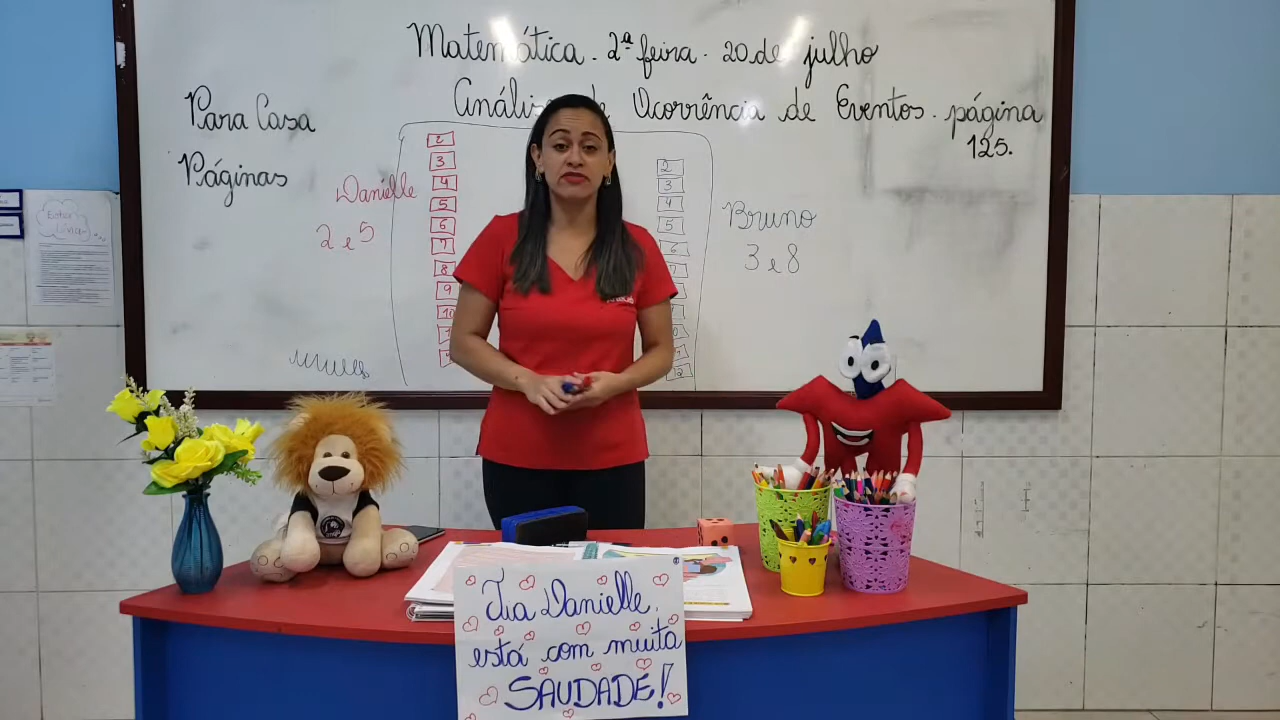 Matemática. 2ª feira. 20 de julho
de Ocorrência de Eventos. página
125.
Para Casa
Páginas
Danielle
2 e 5
2
3
4
5
6
7
8
9
10
2
3
4
5
6
7
12
Bruno
3 e 8
Tia Danielle,
está com muita
SAUDADE!